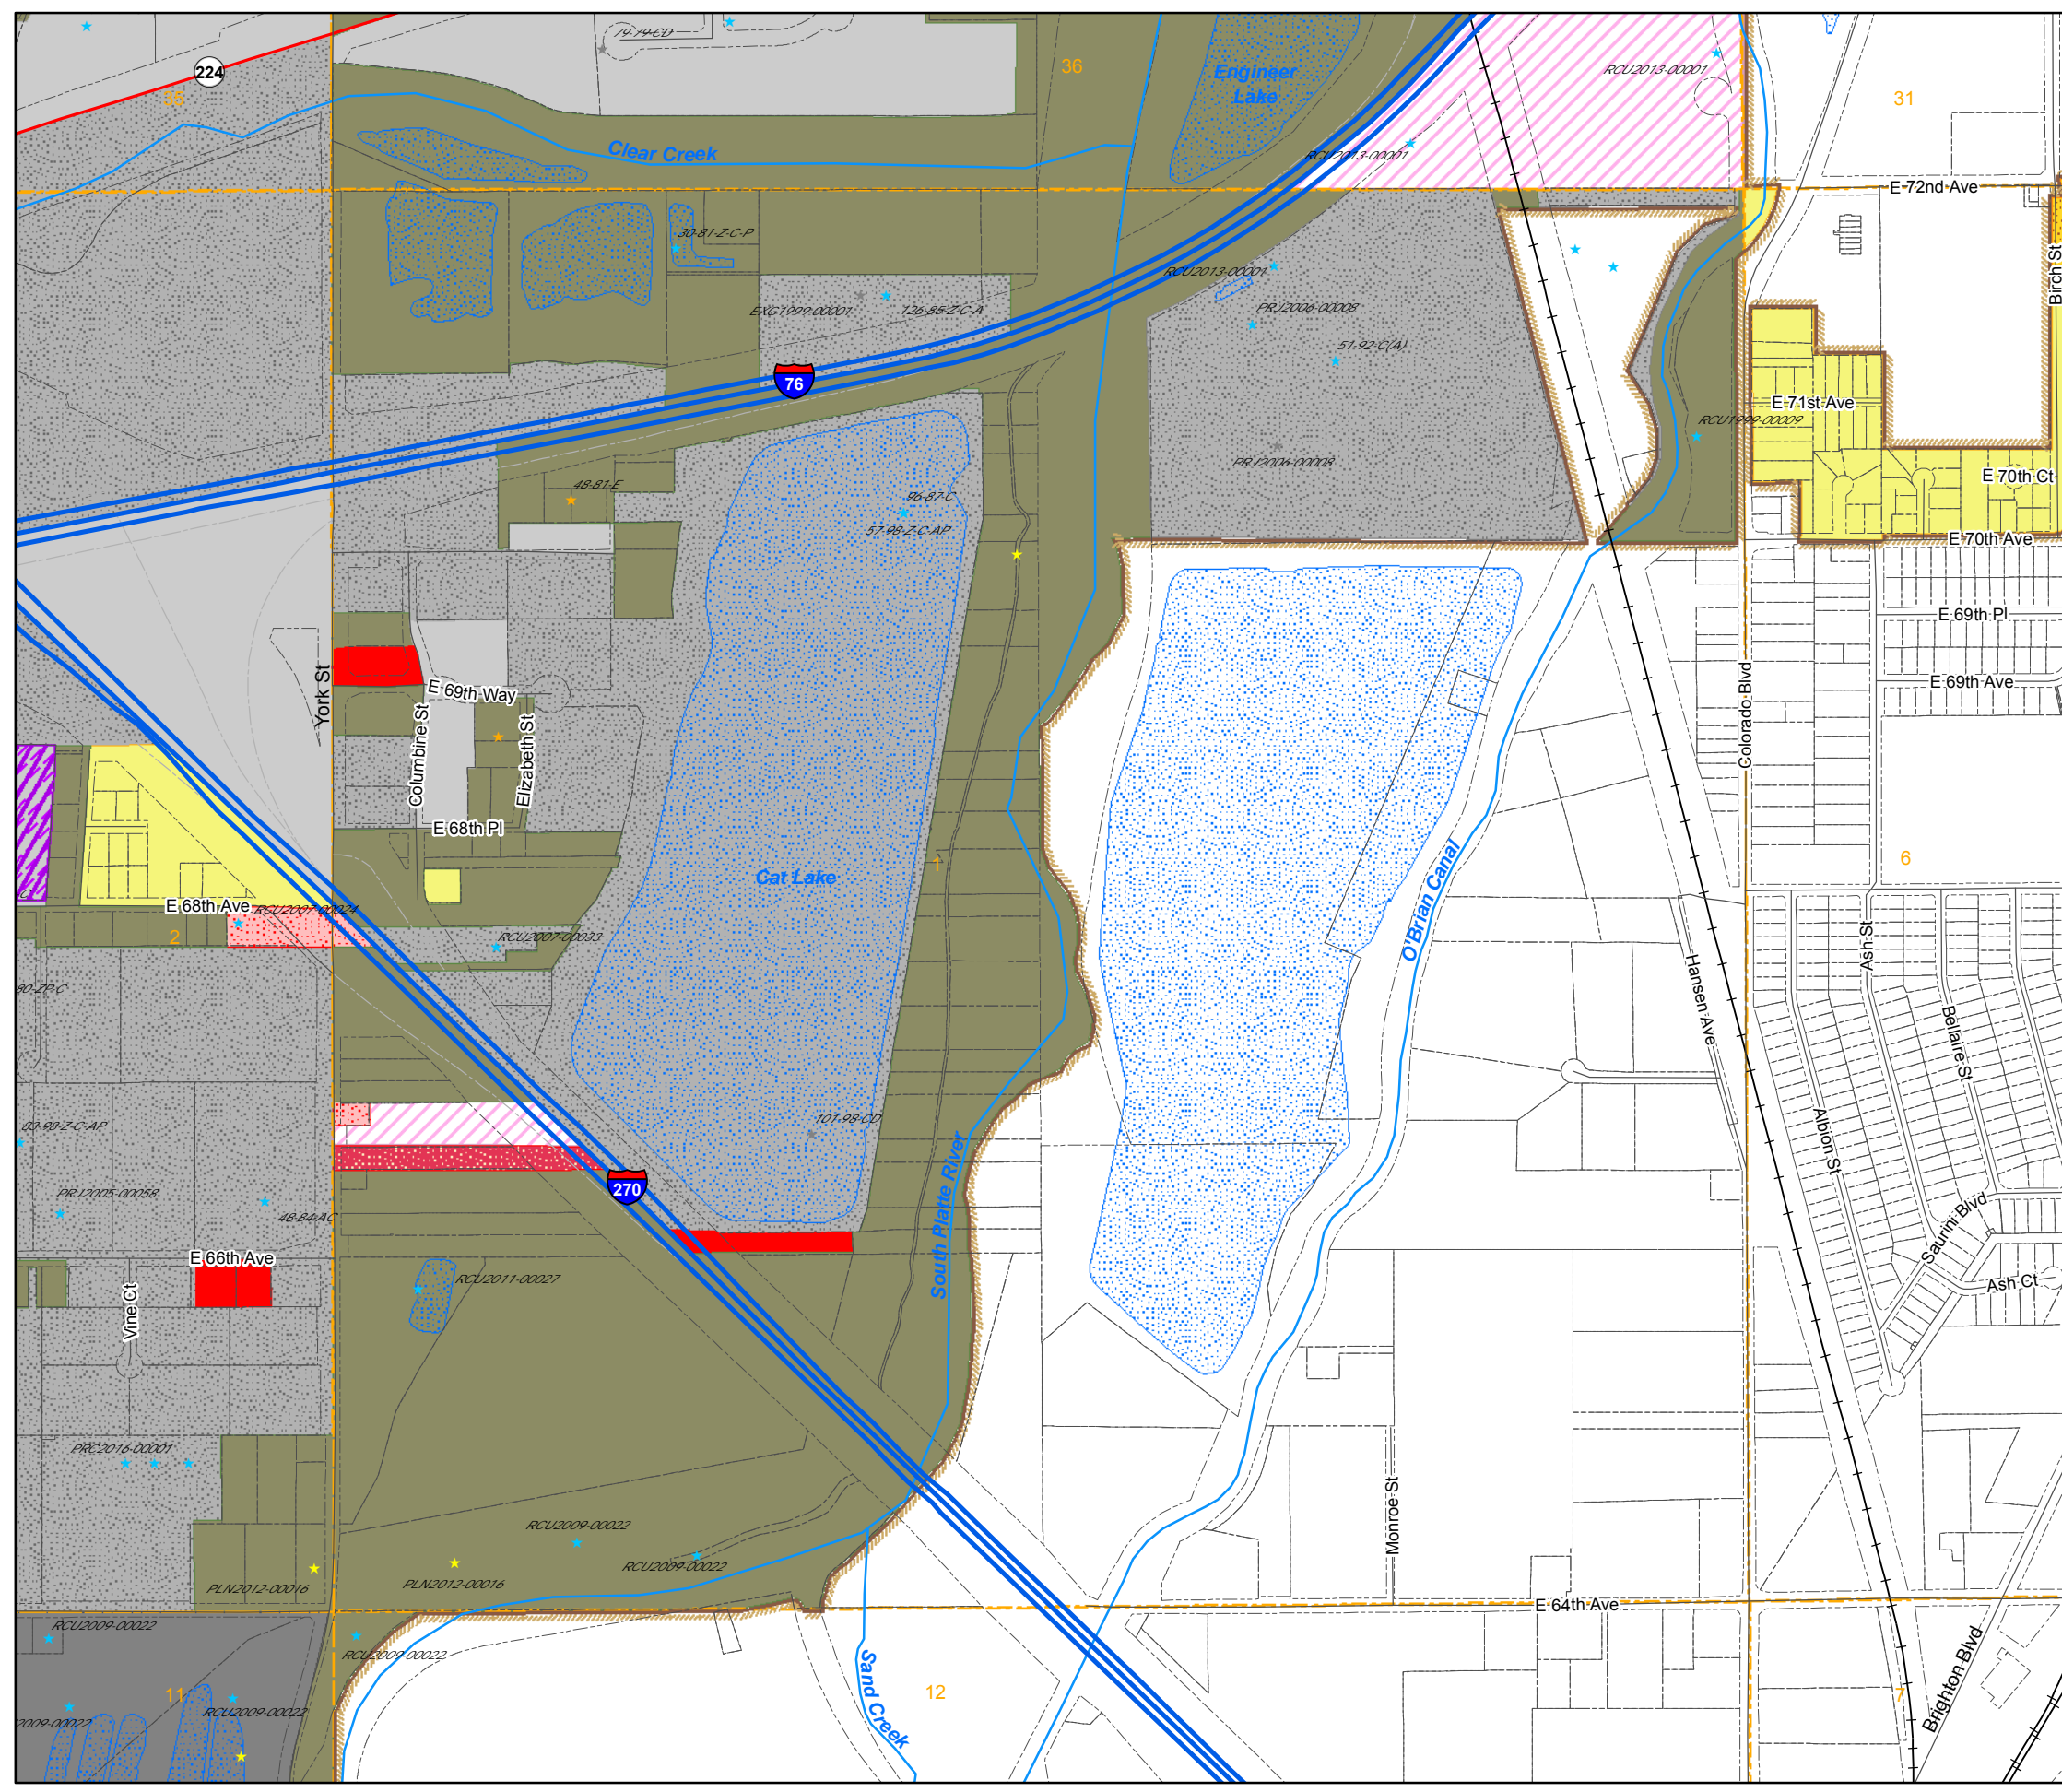 79-79-CD
36
Engineer
Lake
RCU2013-00001
224
35
31
Clear Creek
RCU2013-00001
E 72nd Ave
30-81-Z-C-P
Birch St
RCU2013-00001
EXG1999-00001
126-85-Z-C-A
PRJ2006-00008
51-92-C(A)
76
E 71st Ave
RCU1999-00009
PRJ2006-00008
E 70th Ct
48-81-E
96-87-C
57-98-Z-C-AP
E 70th Ave
E 69th Pl
York St
E 69th Way
E 69th Ave
Columbine St
Elizabeth St
Colorado Blvd
E 68th Pl
1
6
Cat Lake
O'Brian Canal
E 68th Ave
RCU2007-00024
2
RCU2007-00033
Ash St
Hansen Ave
90-ZP-C
Bellaire St
83-98-Z-C-AP
101-98-CD
Albion St
South Platte River
PRJ2005-00058
270
48-84-AC
Saurini Blvd
E 66th Ave
RCU2011-00027
Ash Ct
Vine Ct
PRC2016-00001
Monroe St
RCU2009-00022
RCU2009-00022
PLN2012-00016
PLN2012-00016
E 64th Ave
RCU2009-00022
RCU2009-00022
Sand Creek
Brighton Blvd
11
12
7
2009-00022
RCU2009-00022